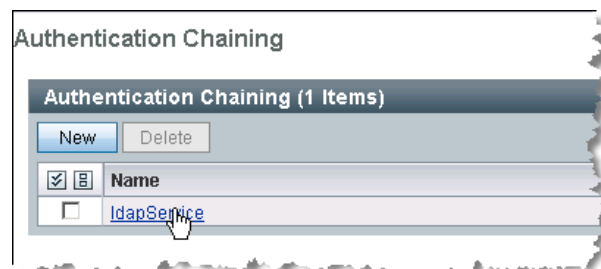 Authentication Chaining
Authentication Chaining (1 Items)
New Delete
Name
ldapService